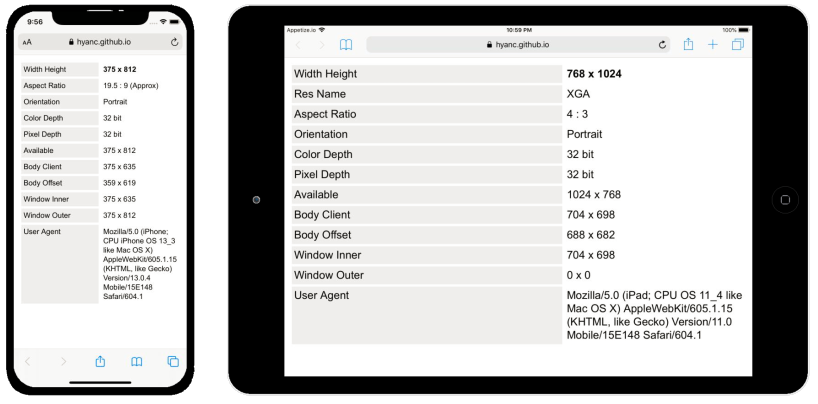 9:56
AA hyanc.github.io
Width Height 375 x 812
Aspect Ratio 19.5 : 9 (Approx)
Orientation Portrait
Color Depth 32 bit
Pixel Depth 32 bit
Available 375 x 812
Body Client 375 x 635
Body Offset 359 x 619
Window Inner 375 x 635
Window Outer 375 x 812
User Agent Mozilla/5.0 (iPhone;
CPU iPhone OS 13_3
like Mac OS X)
AppleWebKit/605.1.15
(KHTML, like Gecko)
Version/13.0.4
Mobile/15E148
Safari/604.1
Appetize.io 10:59 PM 100%
hyanc.github.io
Width Height 768 x 1024
Res Name XGA
Aspect Ratio 4 : 3
Orientation Portrait
Color Depth 32 bit
Pixel Depth 32 bit
Available 1024 x 768
Body Client 704 x 698
Body Offset 688 x 682
Window Inner 704 x 698
Window Outer 0 x 0
User Agent Mozilla/5.0 (iPad; CPU OS 11_4 like
Mac OS X) AppleWebKit/605.1.15
(KHTML, like Gecko) Version/11.0
Mobile/15E148 Safari/604.1